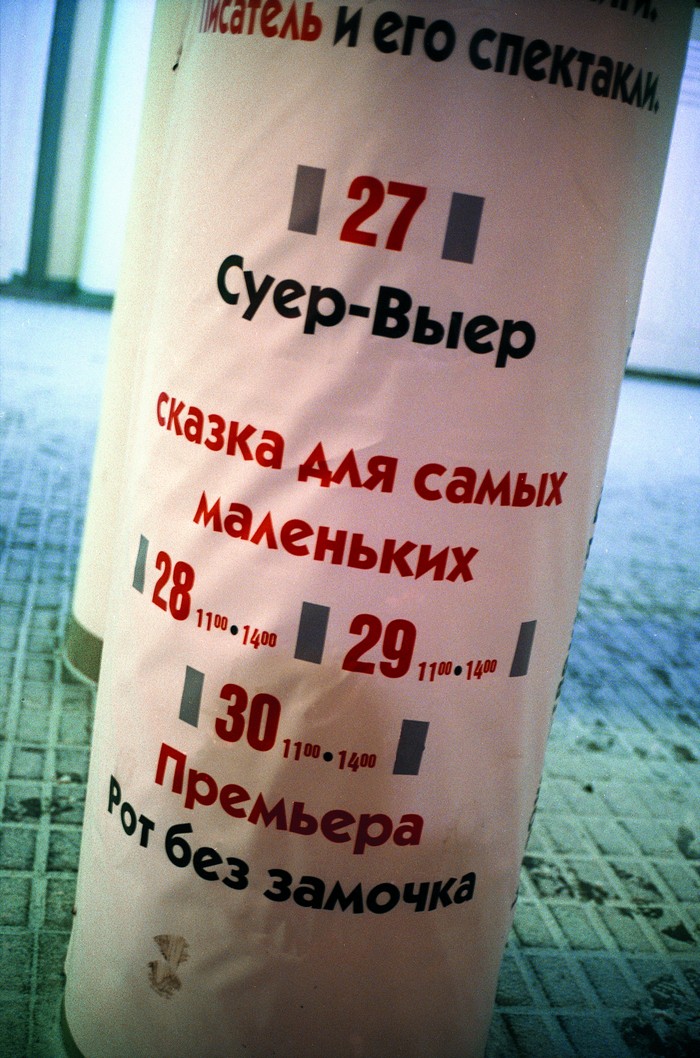 Писатель и его спектакли.
27
Суер-Выер
сказка для самых
маленьких
28 11⁰⁰•14⁰⁰ 29 11⁰⁰•14⁰⁰
30 11⁰⁰•14⁰⁰
Премьера
Рот без замочка